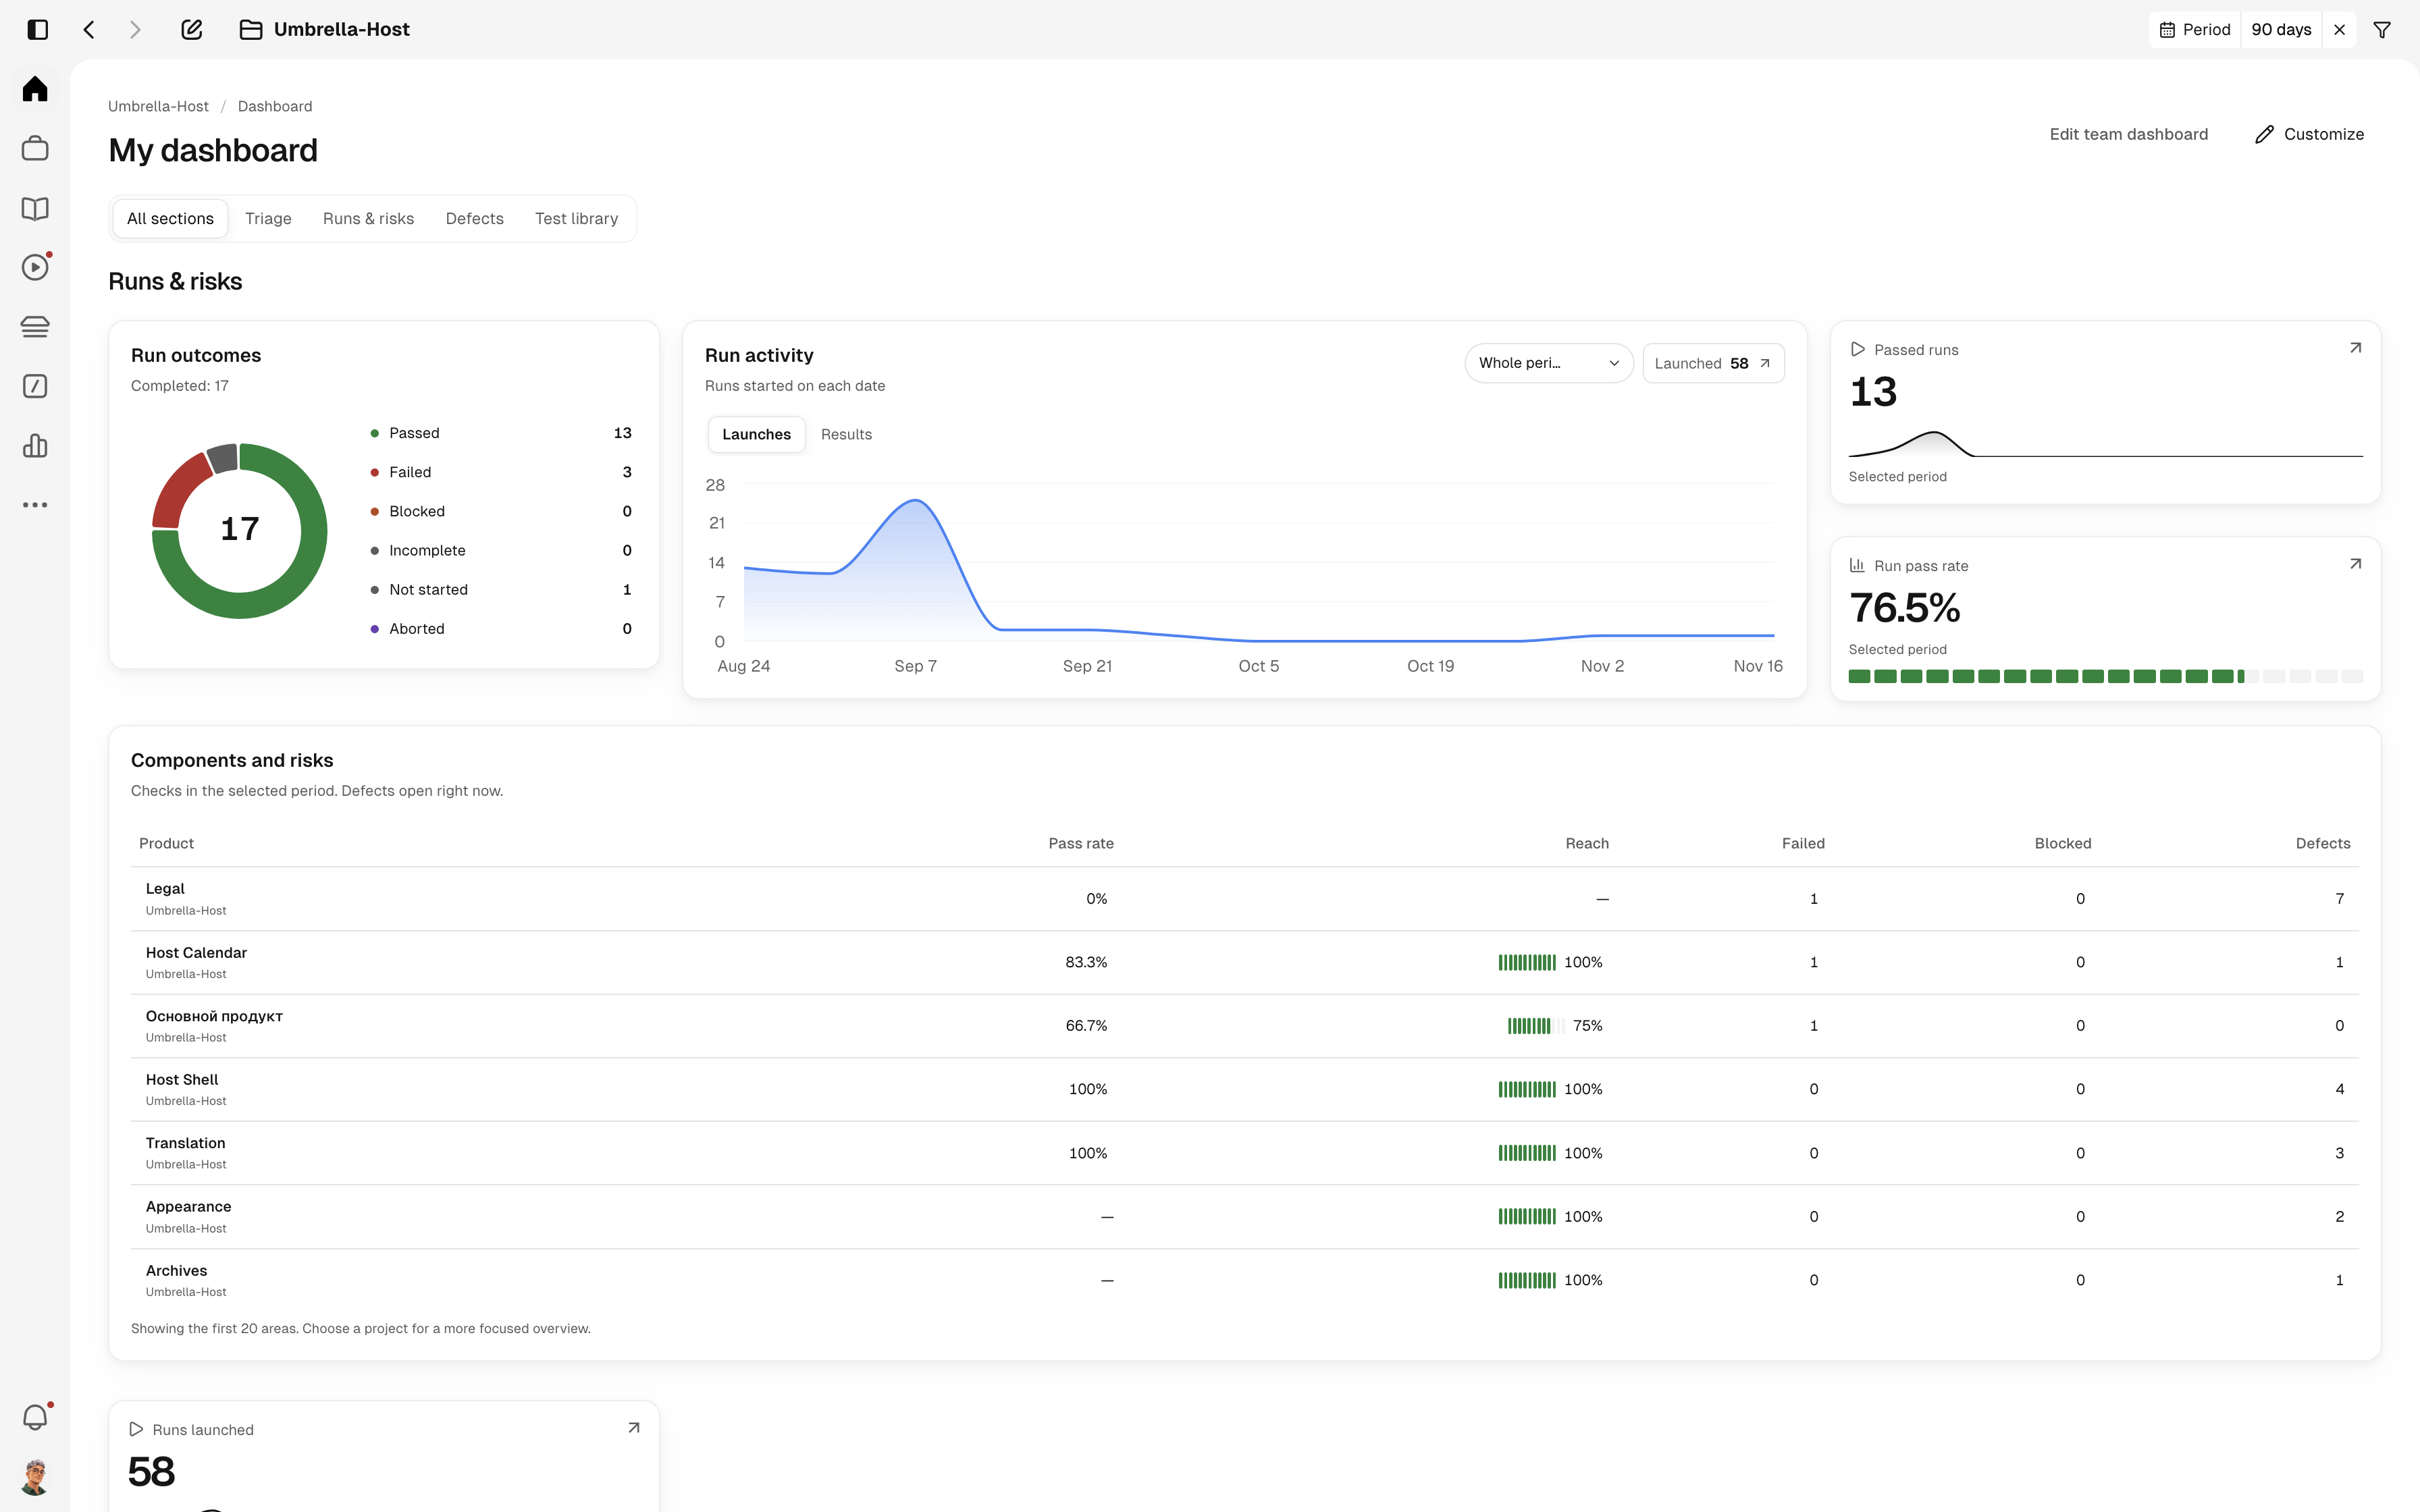 Umbrella-Host
Period 90 days
Umbrella-Host / Dashboard
My dashboard
Edit team dashboard
Customize
All sections Triage Runs & risks Defects Test library
Runs & risks
Run outcomes
Completed: 17
17
Passed 13
Failed 3
Blocked 0
Incomplete 0
Not started 1
Aborted 0
Run activity
Runs started on each date
Whole peri...
Launched 58
Launches Results
28
21
14
7
0
Aug 24 Sep 7 Sep 21 Oct 5 Oct 19 Nov 2 Nov 16
Passed runs
13
Selected period
Run pass rate
76.5%
Selected period
Components and risks
Checks in the selected period. Defects open right now.
Product Pass rate Reach Failed Blocked Defects
Legal
Umbrella-Host
0% — 1 0 7
Host Calendar
Umbrella-Host
83.3% 100% 1 0 1
Основной продукт
Umbrella-Host
66.7% 75% 1 0 0
Host Shell
Umbrella-Host
100% 100% 0 0 4
Translation
Umbrella-Host
100% 100% 0 0 3
Appearance
Umbrella-Host
— 100% 0 0 2
Archives
Umbrella-Host
— 100% 0 0 1
Showing the first 20 areas. Choose a project for a more focused overview.
Runs launched
58